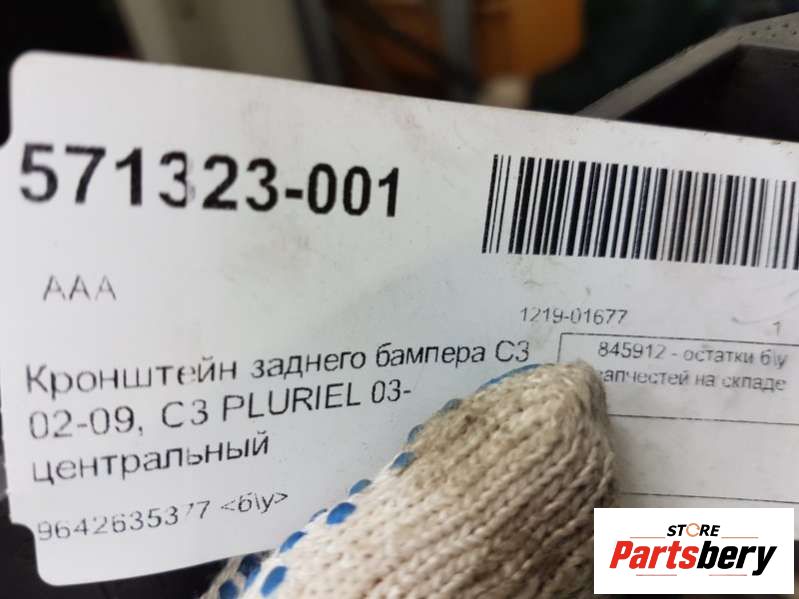 571323-001
AAA
1219-01677
1
Кронштейн заднего бампера C3
02-09, C3 PLURIEL 03-
центральный
9642635377 <б\у>
845912 - остатки б\у
запчестей на складе
STORE
Partsbery